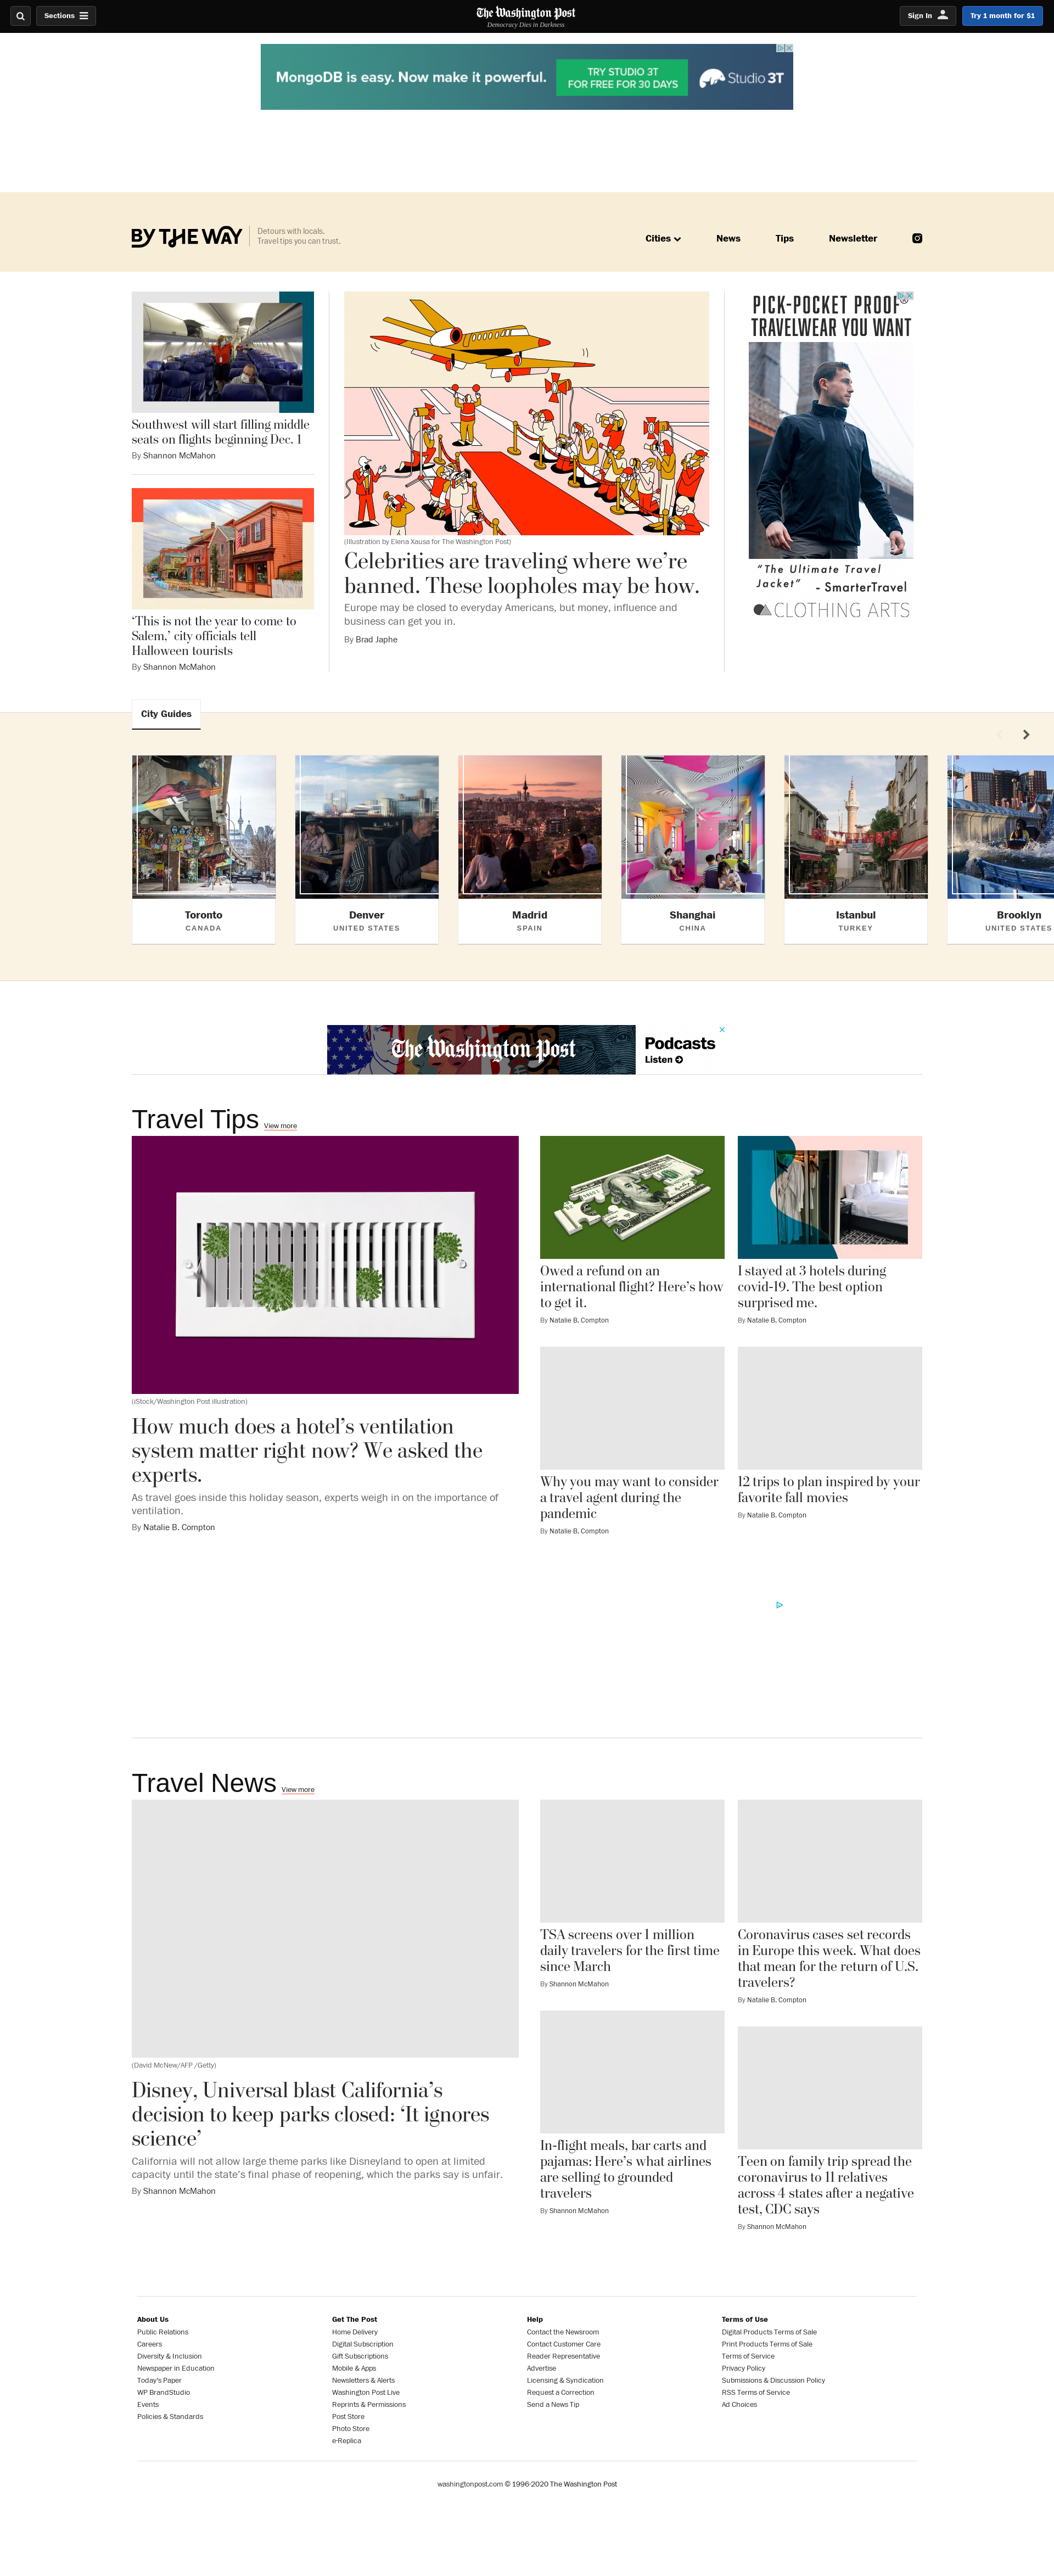 Sections
The Washington Post
Democracy Dies in Darkness
Sign In
Try 1 month for $1
MongoDB is easy. Now make it powerful.
TRY STUDIO 3T
FOR FREE FOR 30 DAYS
Studio 3T
BY THE WAY
Detours with locals.
Travel tips you can trust.
Cities
News
Tips
Newsletter
Southwest will start filling middle
seats on flights beginning Dec. 1
By Shannon McMahon
‘This is not the year to come to
Salem,’ city officials tell
Halloween tourists
By Shannon McMahon
(Illustration by Elena Xausa for The Washington Post)
Celebrities are traveling where we’re
banned. These loopholes may be how.
Europe may be closed to everyday Americans, but money, influence and
business can get you in.
By Brad Japhe
PICK-POCKET PROOF®
TRAVELWEAR YOU WANT
“The Ultimate Travel
Jacket”
- SmarterTravel
CLOTHING ARTS
City Guides
Toronto
CANADA
Denver
UNITED STATES
Madrid
SPAIN
Shanghai
CHINA
Istanbul
TURKEY
Brooklyn
UNITED STATES
The Washington Post
Podcasts
Listen
Travel Tips View more
(iStock/Washington Post illustration)
How much does a hotel’s ventilation
system matter right now? We asked the
experts.
As travel goes inside this holiday season, experts weigh in on the importance of
ventilation.
By Natalie B. Compton
Owed a refund on an
international flight? Here’s how
to get it.
By Natalie B. Compton
I stayed at 3 hotels during
covid-19. The best option
surprised me.
By Natalie B. Compton
Why you may want to consider
a travel agent during the
pandemic
By Natalie B. Compton
12 trips to plan inspired by your
favorite fall movies
By Natalie B. Compton
Travel News View more
(David McNew/AFP /Getty)
Disney, Universal blast California’s
decision to keep parks closed: ‘It ignores
science’
California will not allow large theme parks like Disneyland to open at limited
capacity until the state’s final phase of reopening, which the parks say is unfair.
By Shannon McMahon
TSA screens over 1 million
daily travelers for the first time
since March
By Shannon McMahon
Coronavirus cases set records
in Europe this week. What does
that mean for the return of U.S.
travelers?
By Natalie B. Compton
In-flight meals, bar carts and
pajamas: Here’s what airlines
are selling to grounded
travelers
By Shannon McMahon
Teen on family trip spread the
coronavirus to 11 relatives
across 4 states after a negative
test, CDC says
By Shannon McMahon
About Us
Public Relations
Careers
Diversity & Inclusion
Newspaper in Education
Today's Paper
WP BrandStudio
Events
Policies & Standards
Get The Post
Home Delivery
Digital Subscription
Gift Subscriptions
Mobile & Apps
Newsletters & Alerts
Washington Post Live
Reprints & Permissions
Post Store
Photo Store
e-Replica
Help
Contact the Newsroom
Contact Customer Care
Reader Representative
Advertise
Licensing & Syndication
Request a Correction
Send a News Tip
Terms of Use
Digital Products Terms of Sale
Print Products Terms of Sale
Terms of Service
Privacy Policy
Submissions & Discussion Policy
RSS Terms of Service
Ad Choices
washingtonpost.com © 1996-2020 The Washington Post